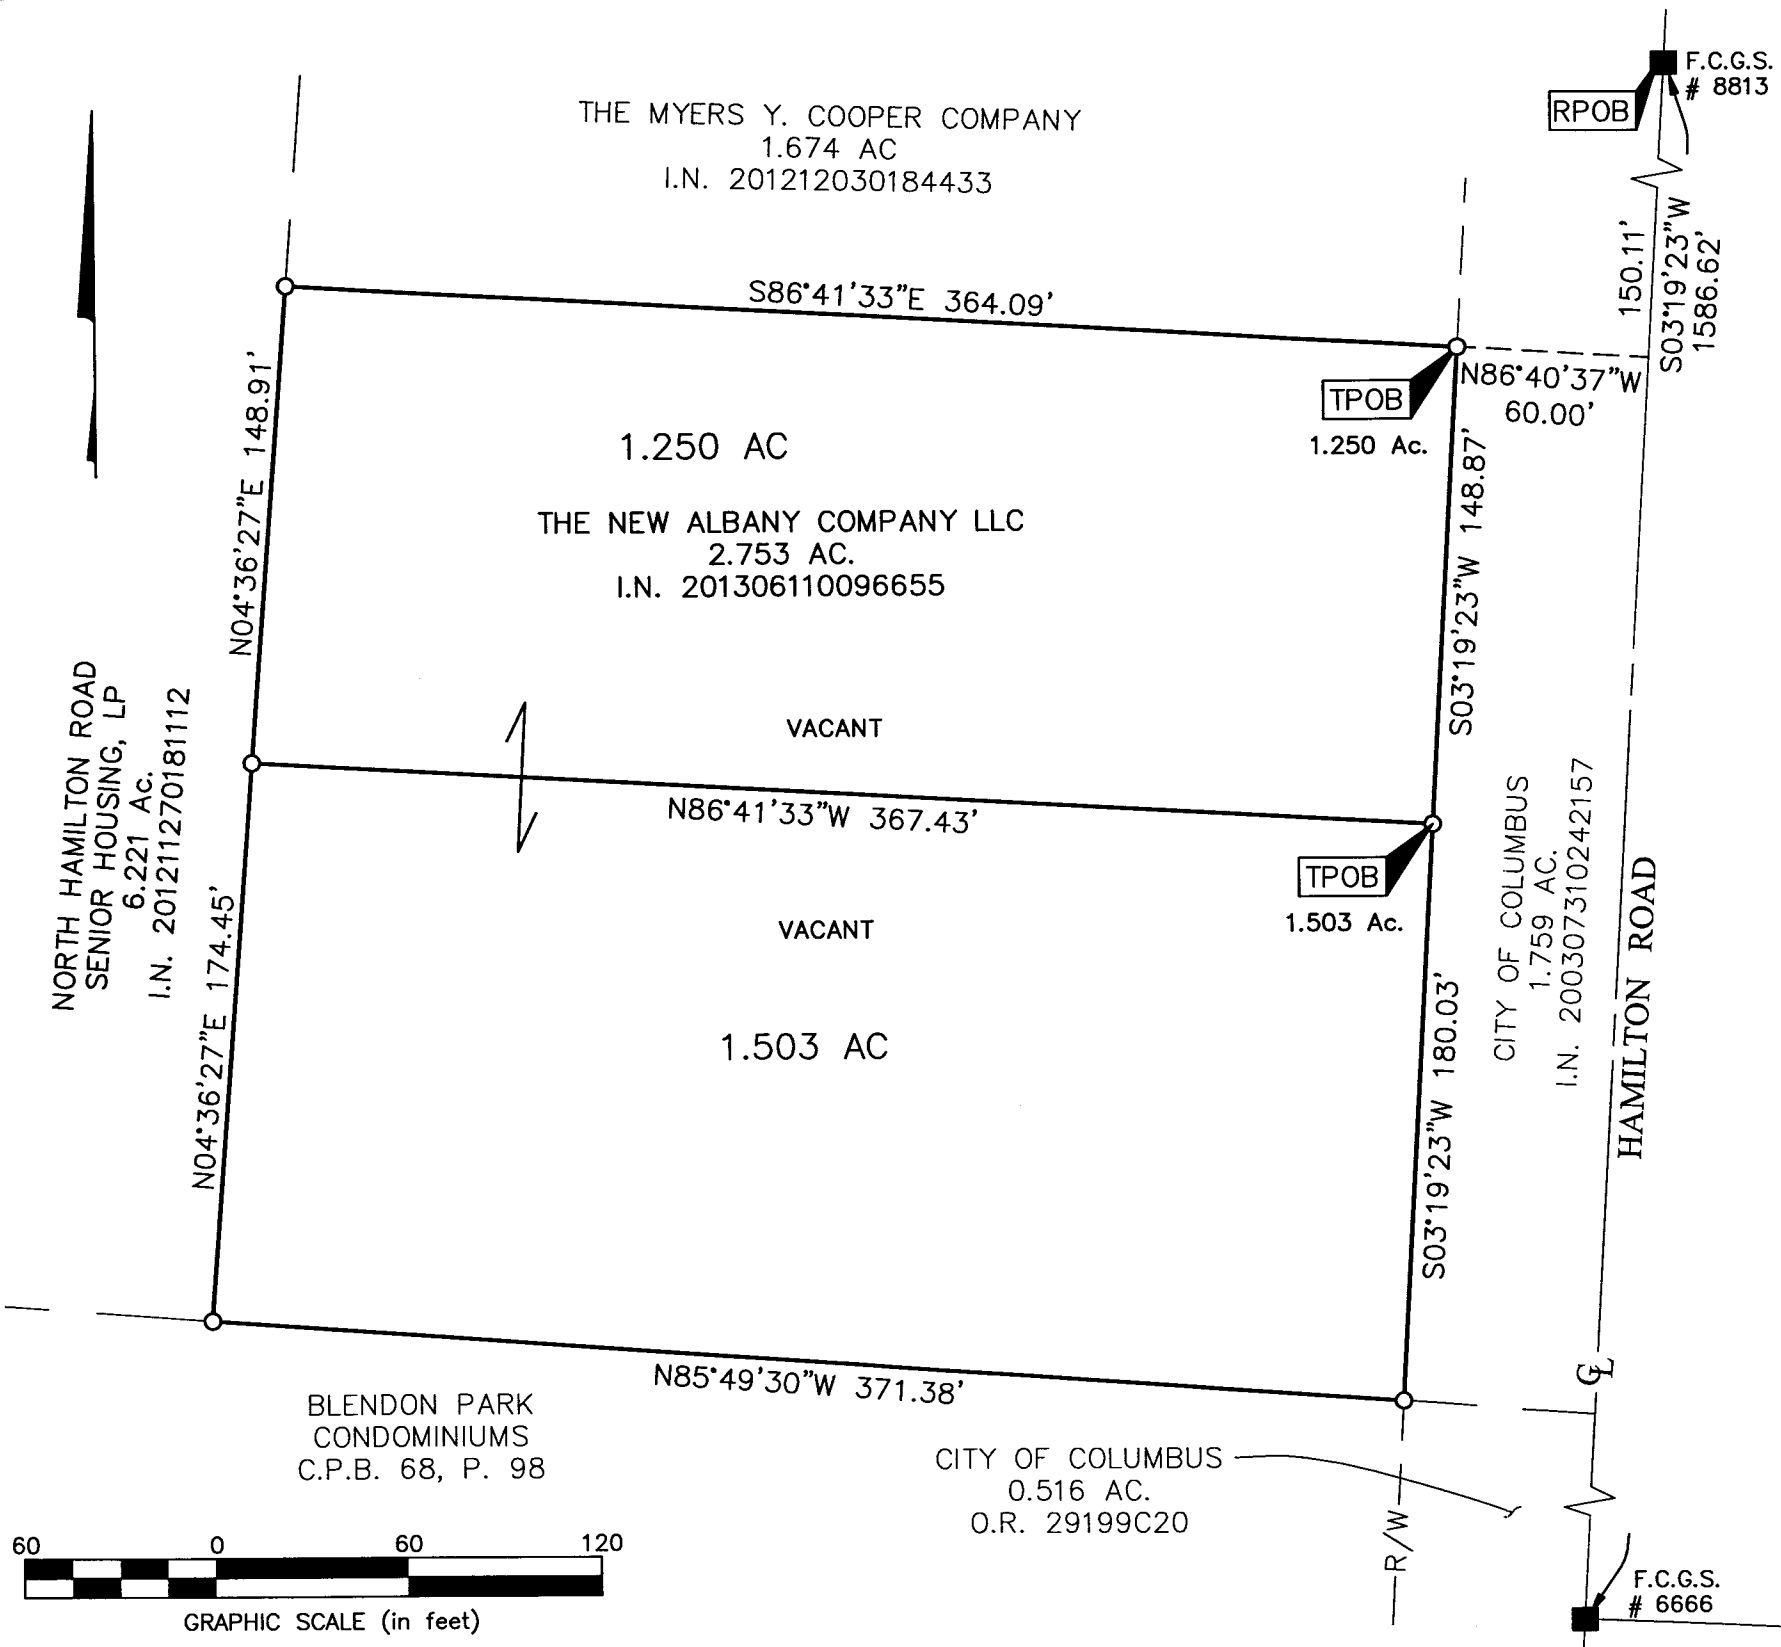 F.C.G.S.
# 8813
RPOB
THE MYERS Y. COOPER COMPANY
1.674 AC
I.N. 201212030184433
150.11'
S03°19'23"W
1586.62'
S86°41'33"E 364.09'
N86°40'37"W
60.00'
TPOB
1.250 Ac.
N04°36'27"E 148.91'
1.250 AC
THE NEW ALBANY COMPANY LLC
2.753 AC.
I.N. 201306110096655
S03°19'23"W 148.87'
VACANT
N86°41'33"W 367.43'
NORTH HAMILTON ROAD
SENIOR HOUSING, LP
6.221 Ac.
I.N. 201211270181112
TPOB
1.503 Ac.
CITY OF COLUMBUS
1.759 AC.
I.N. 200307310242157
HAMILTON ROAD
VACANT
N04°36'27"E 174.45'
1.503 AC
S03°19'23"W 180.03'
N85°49'30"W 371.38'
CL
BLENDON PARK
CONDOMINIUMS
C.P.B. 68, P. 98
CITY OF COLUMBUS
0.516 AC.
O.R. 29199C20
R/W
60 0 60 120
GRAPHIC SCALE (in feet)
F.C.G.S.
# 6666